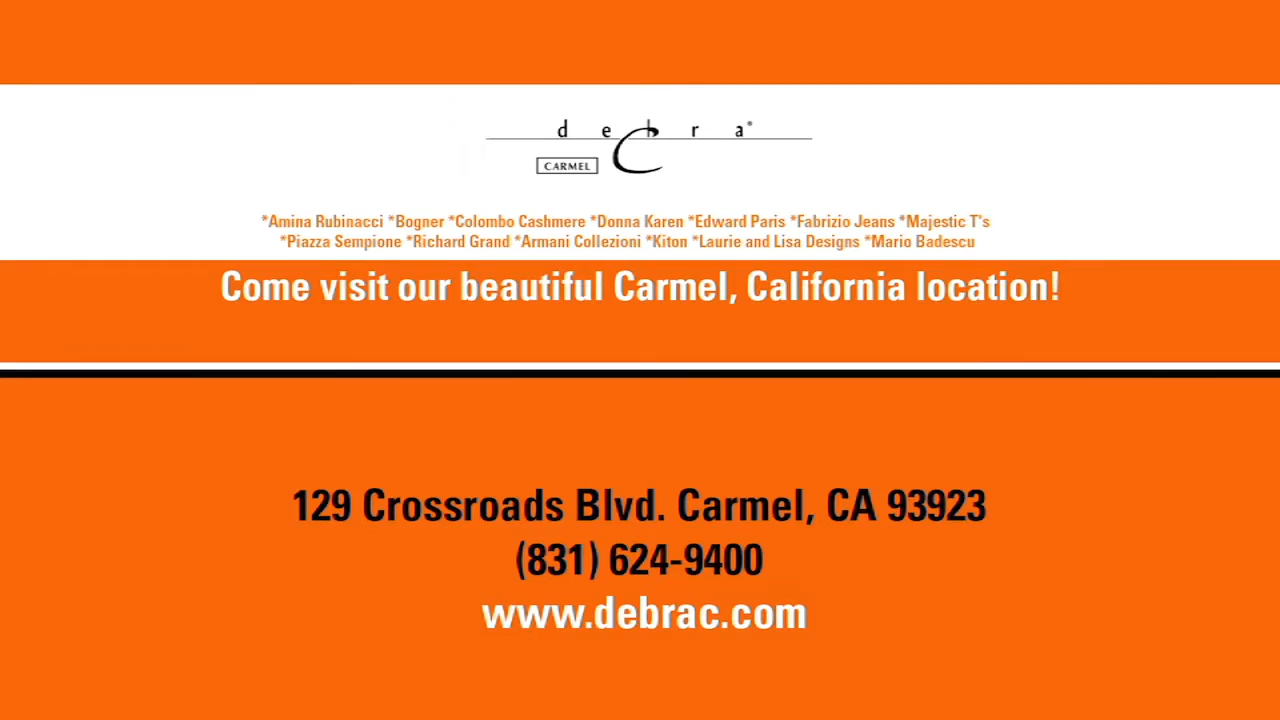 debra®
C
CARMEL
*Amina Rubinacci *Bogner *Colombo Cashmere *Donna Karen *Edward Paris *Fabrizio Jeans *Majestic T's
*Piazza Sempione *Richard Grand *Armani Collezioni *Kiton *Laurie and Lisa Designs *Mario Badescu
Come visit our beautiful Carmel, California location!
129 Crossroads Blvd. Carmel, CA 93923
(831) 624-9400
www.debrac.com